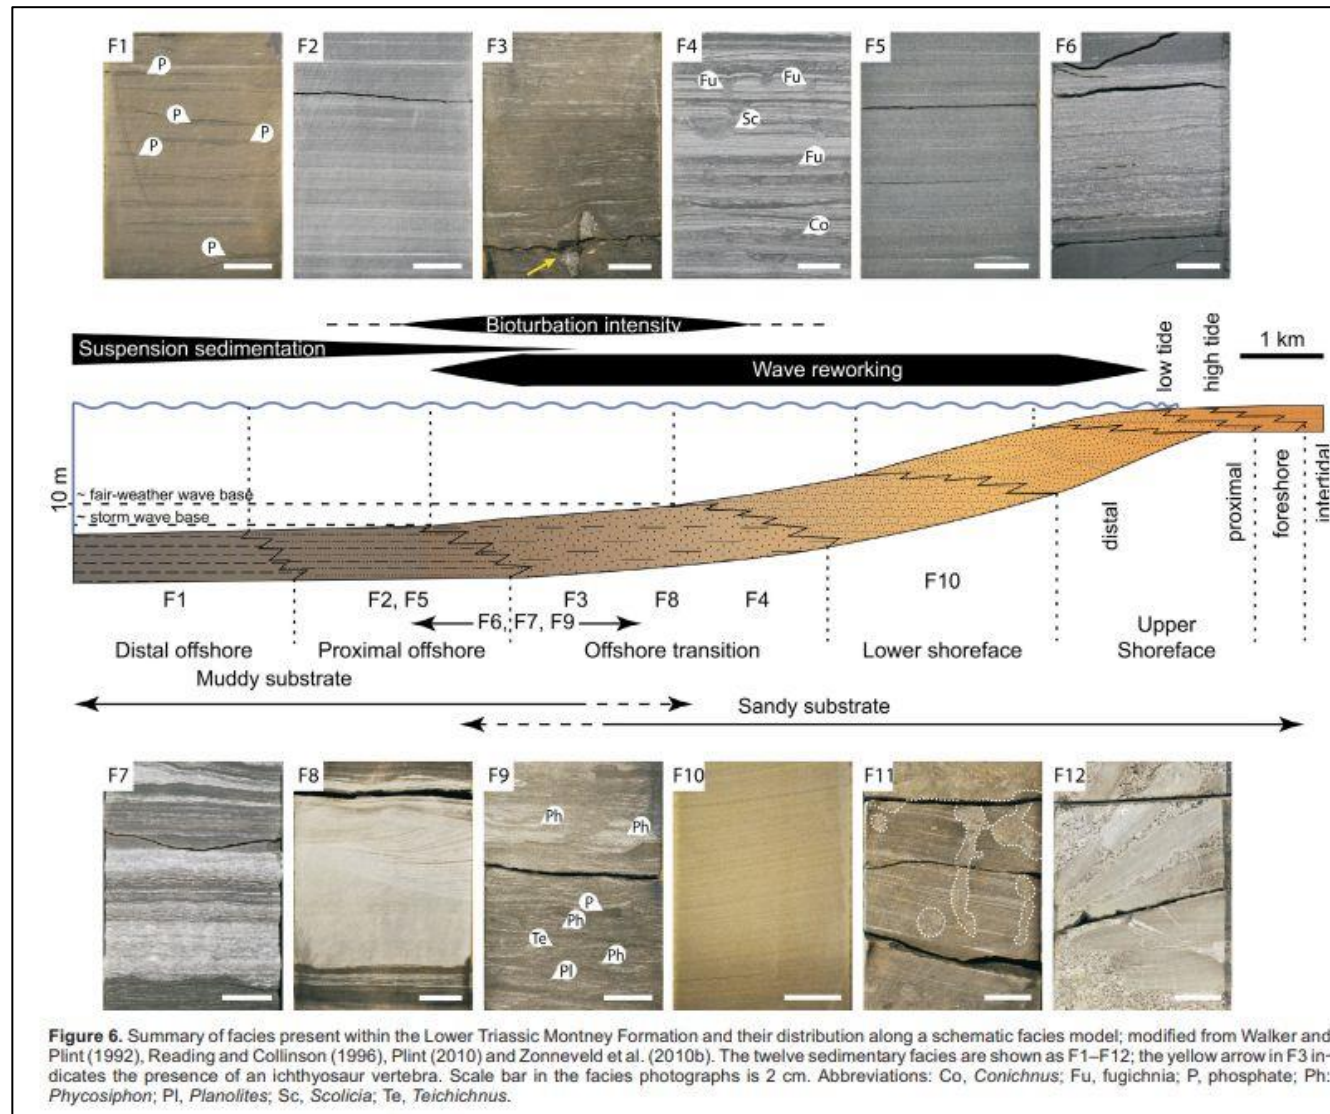 F1
F2
F3
F4
F5
F6
P
P
P
P
P
Fu
Fu
Sc
Fu
Co
Bioturbation intensity
Suspension sedimentation
Wave reworking
low tide
high tide
1 km
10 m
~ fair-weather wave base
~ storm wave base
distal
proximal
foreshore
intertidal
F1
F2, F5
F3
F8
F4
F10
F6, F7, F9
Distal offshore
Proximal offshore
Offshore transition
Lower shoreface
Upper
Shoreface
Muddy substrate
Sandy substrate
F7
F8
F9
F10
F11
F12
Ph
Ph
P
Ph
Te
Ph
Pl
Figure 6. Summary of facies present within the Lower Triassic Montney Formation and their distribution along a schematic facies model; modified from Walker and
Plint (1992), Reading and Collinson (1996), Plint (2010) and Zonneveld et al. (2010b). The twelve sedimentary facies are shown as F1–F12; the yellow arrow in F3 in-
dicates the presence of an ichthyosaur vertebra. Scale bar in the facies photographs is 2 cm. Abbreviations: Co, Conichnus; Fu, fugichnia; P, phosphate; Ph:
Phycosiphon; Pl, Planolites; Sc, Scolicia; Te, Teichichnus.